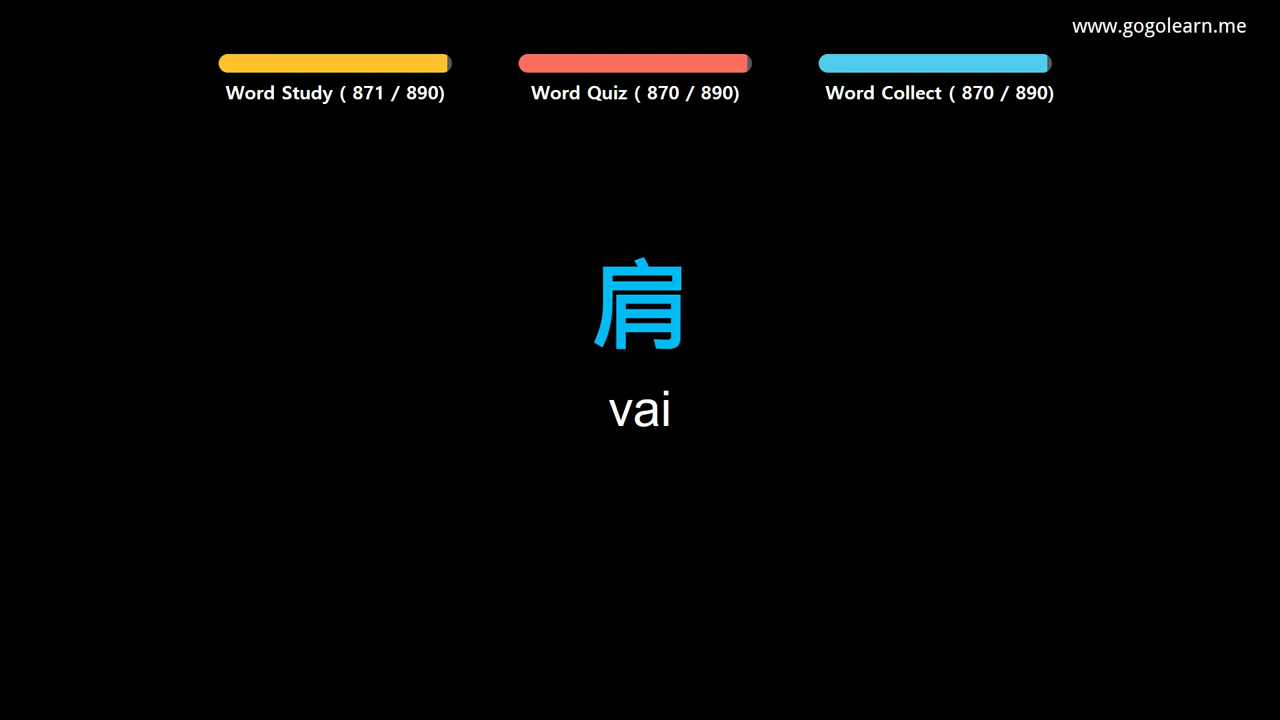 www.gogolearn.me
Word Study ( 871 / 890)
Word Quiz ( 870 / 890)
Word Collect ( 870 / 890)
肩
vai